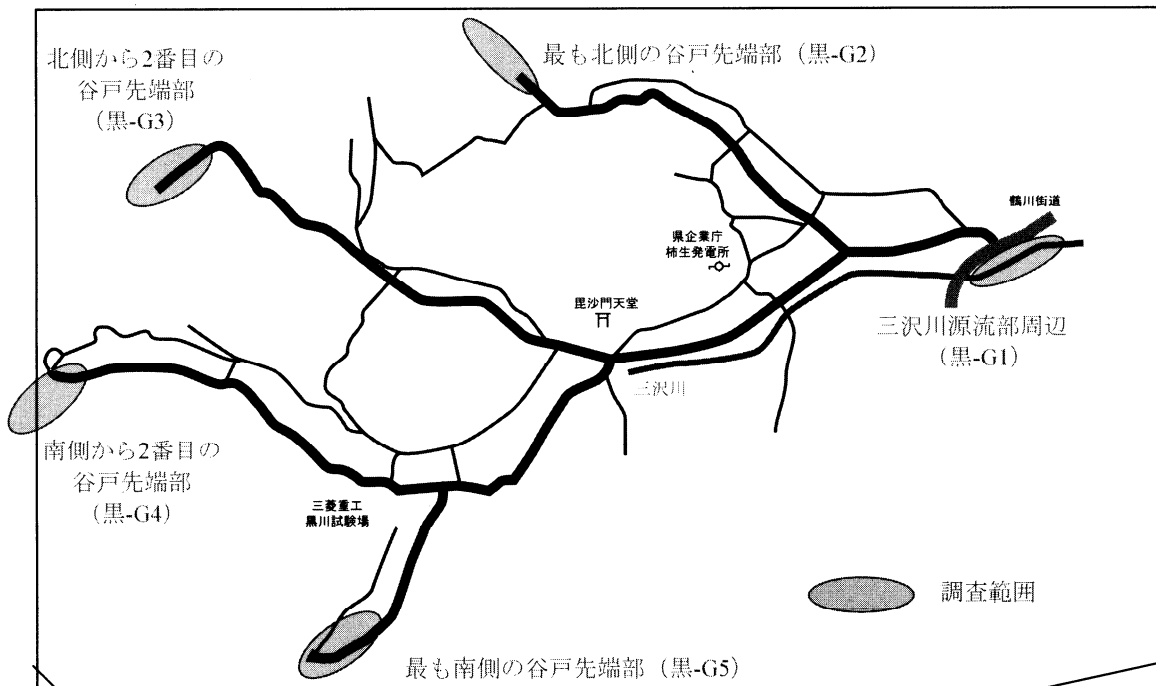 北側から2番目の
谷戸先端部
(黒-G3)
最も北側の谷戸先端部（黒-G2）
鶴川街道
県企業庁
柿生発電所
毘沙門天堂
三沢川源流部周辺
(黒-G1)
三沢川
南側から2番目の
谷戸先端部
(黒-G4)
三菱重工
黒川試験場
調査範囲
最も南側の谷戸先端部（黒-G5）